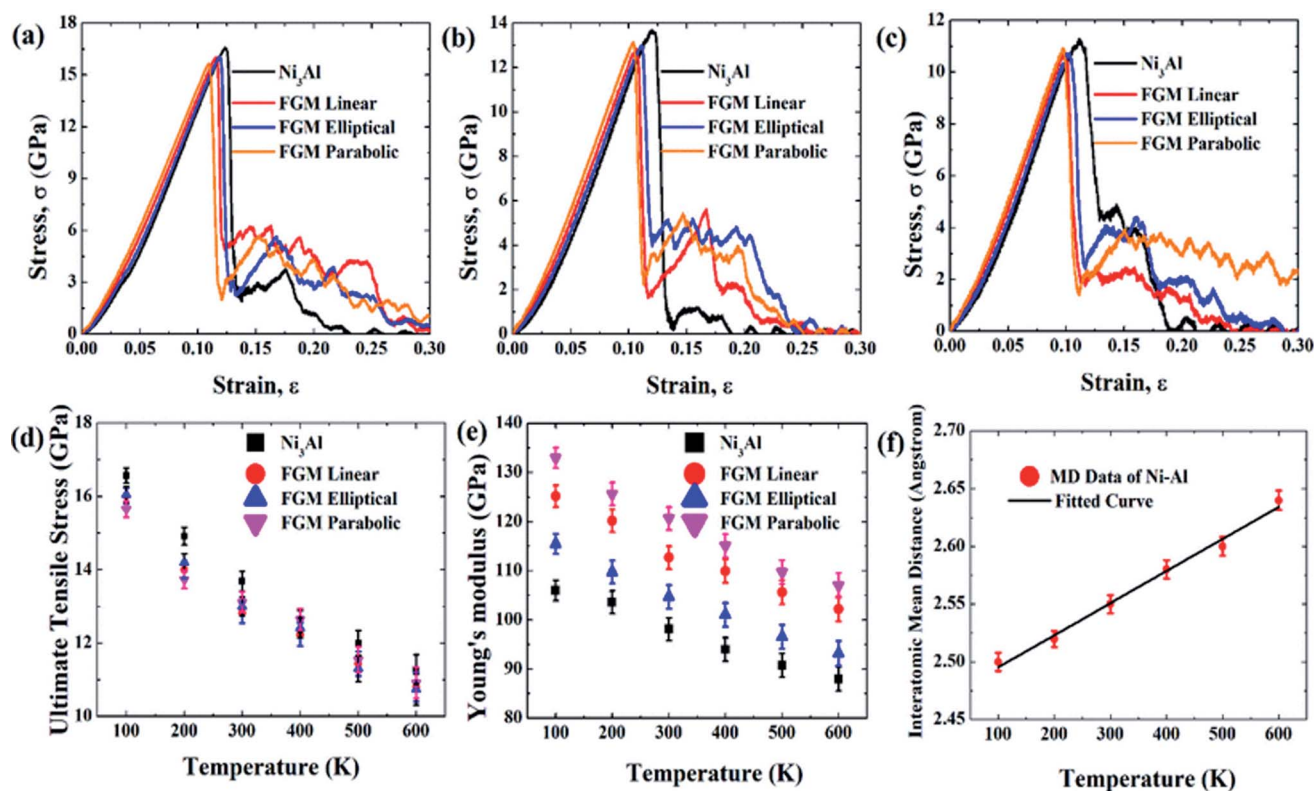 (a)
18
15
12
9
6
3
0
Stress, σ (GPa)
Ni3Al
FGM Linear
FGM Elliptical
FGM Parabolic
0.00 0.05 0.10 0.15 0.20 0.25 0.30
Strain, ε
(b)
14
12
10
8
6
4
2
0
Stress, σ (GPa)
Ni3Al
FGM Linear
FGM Elliptical
FGM Parabolic
0.00 0.05 0.10 0.15 0.20 0.25 0.30
Strain, ε
(c)
12
10
8
6
4
2
0
Stress, σ (GPa)
Ni3Al
FGM Linear
FGM Elliptical
FGM Parabolic
0.00 0.05 0.10 0.15 0.20 0.25 0.30
Strain, ε
(d)
18
16
14
12
10
Ultimate Tensile Stress (GPa)
Ni3Al
FGM Linear
FGM Elliptical
FGM Parabolic
100 200 300 400 500 600
Temperature (K)
(e)
140
130
120
110
100
90
80
Young's modulus (GPa)
Ni3Al
FGM Linear
FGM Elliptical
FGM Parabolic
100 200 300 400 500 600
Temperature (K)
(f)
2.70
2.65
2.60
2.55
2.50
2.45
Interatomic Mean Distance (Angstrom)
MD Data of Ni-Al
Fitted Curve
100 200 300 400 500 600
Temperature (K)